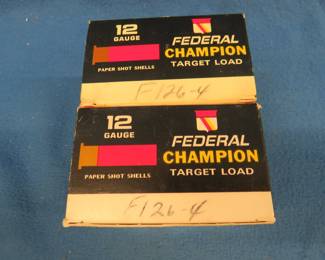 12
GAUGE
PAPER SHOT SHELLS
FEDERAL
CHAMPION
TARGET LOAD
F126-4
12
GAUGE
PAPER SHOT SHELLS
FEDERAL
CHAMPION
TARGET LOAD
F126-4